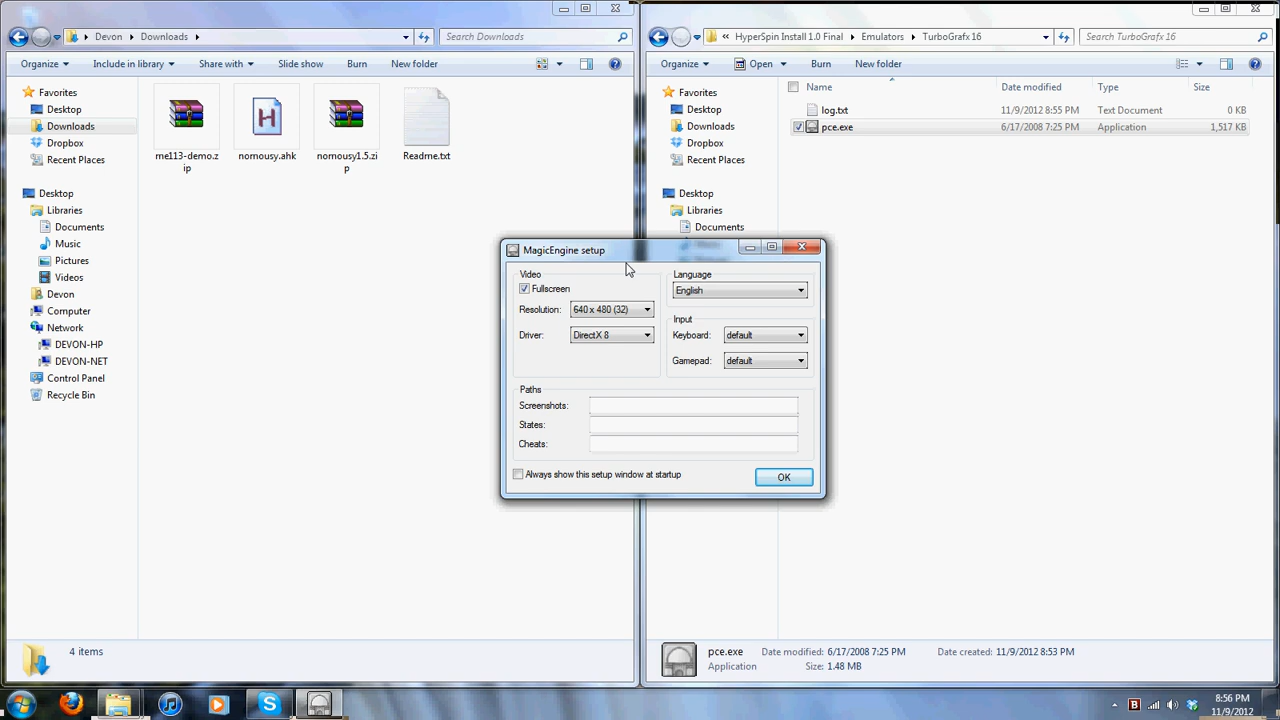 Devon Downloads
Search Downloads
Organize Include in library Share with Slide show Burn New folder
Favorites
Desktop
Downloads
Dropbox
Recent Places
Desktop
Libraries
Documents
Music
Pictures
Videos
Devon
Computer
Network
DEVON-HP
DEVON-NET
Control Panel
Recycle Bin
me113-demo.z
ip
nomousy.ahk
nomousy1.5.zi
p
Readme.txt
4 items
« HyperSpin Install 1.0 Final Emulators TurboGrafx 16
Search TurboGrafx 16
Organize Open Burn New folder
Favorites
Desktop
Downloads
Dropbox
Recent Places
Desktop
Libraries
Documents
Name Date modified Type Size
log.txt 11/9/2012 8:55 PM Text Document 0 KB
pce.exe 6/17/2008 7:25 PM Application 1,517 KB
MagicEngine setup
Video
Fullscreen
Resolution: 640 x 480 (32)
Driver: DirectX 8
Language
English
Input
Keyboard: default
Gamepad: default
Paths
Screenshots:
States:
Cheats:
Always show this setup window at startup
OK
pce.exe Date modified: 6/17/2008 7:25 PM Date created: 11/9/2012 8:53 PM
Application Size: 1.48 MB
8:56 PM
11/9/2012